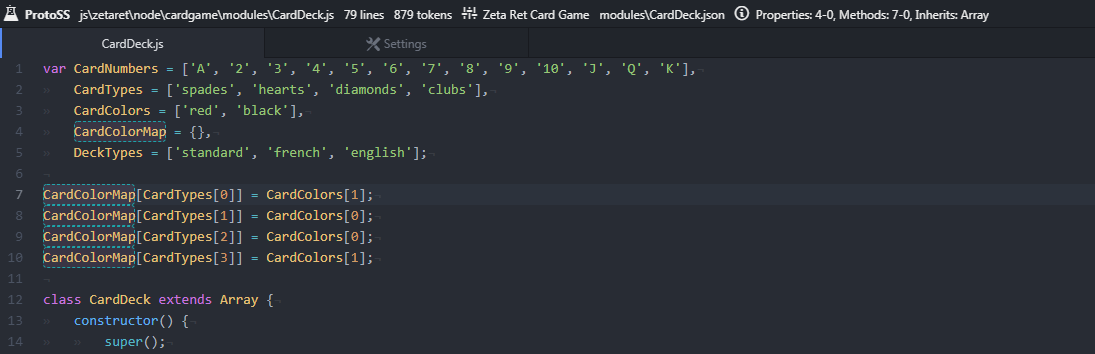 ProtoSS js\zetaret\node\cardgame\modules\CardDeck.js 79 lines 879 tokens Zeta Ret Card Game modules\CardDeck.json Properties: 4-0, Methods: 7-0, Inherits: Array
CardDeck.js Settings
1 var CardNumbers = ['A', '2', '3', '4', '5', '6', '7', '8', '9', '10', 'J', 'Q', 'K'],
2 CardTypes = ['spades', 'hearts', 'diamonds', 'clubs'],
3 CardColors = ['red', 'black'],
4 CardColorMap = {},
5 DeckTypes = ['standard', 'french', 'english'];
6
7 CardColorMap[CardTypes[0]] = CardColors[1];
8 CardColorMap[CardTypes[1]] = CardColors[0];
9 CardColorMap[CardTypes[2]] = CardColors[0];
10 CardColorMap[CardTypes[3]] = CardColors[1];
11
12 class CardDeck extends Array {
13 constructor() {
14 super();